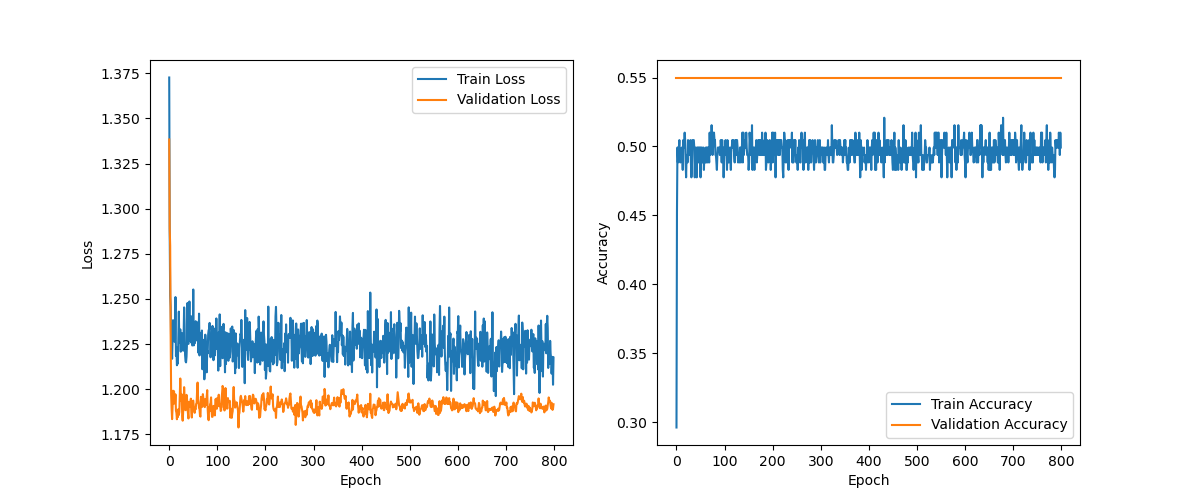 1.375
1.350
1.325
1.300
1.275
1.250
1.225
1.200
1.175
Loss
0 100 200 300 400 500 600 700 800
Epoch
Train Loss
Validation Loss
0.55
0.50
0.45
0.40
0.35
0.30
Accuracy
0 100 200 300 400 500 600 700 800
Epoch
Train Accuracy
Validation Accuracy